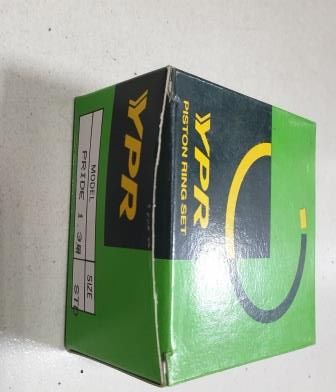 YPR
PISTON RING SET
YPR
MODEL SIZE
PRIDE 1.3 STD